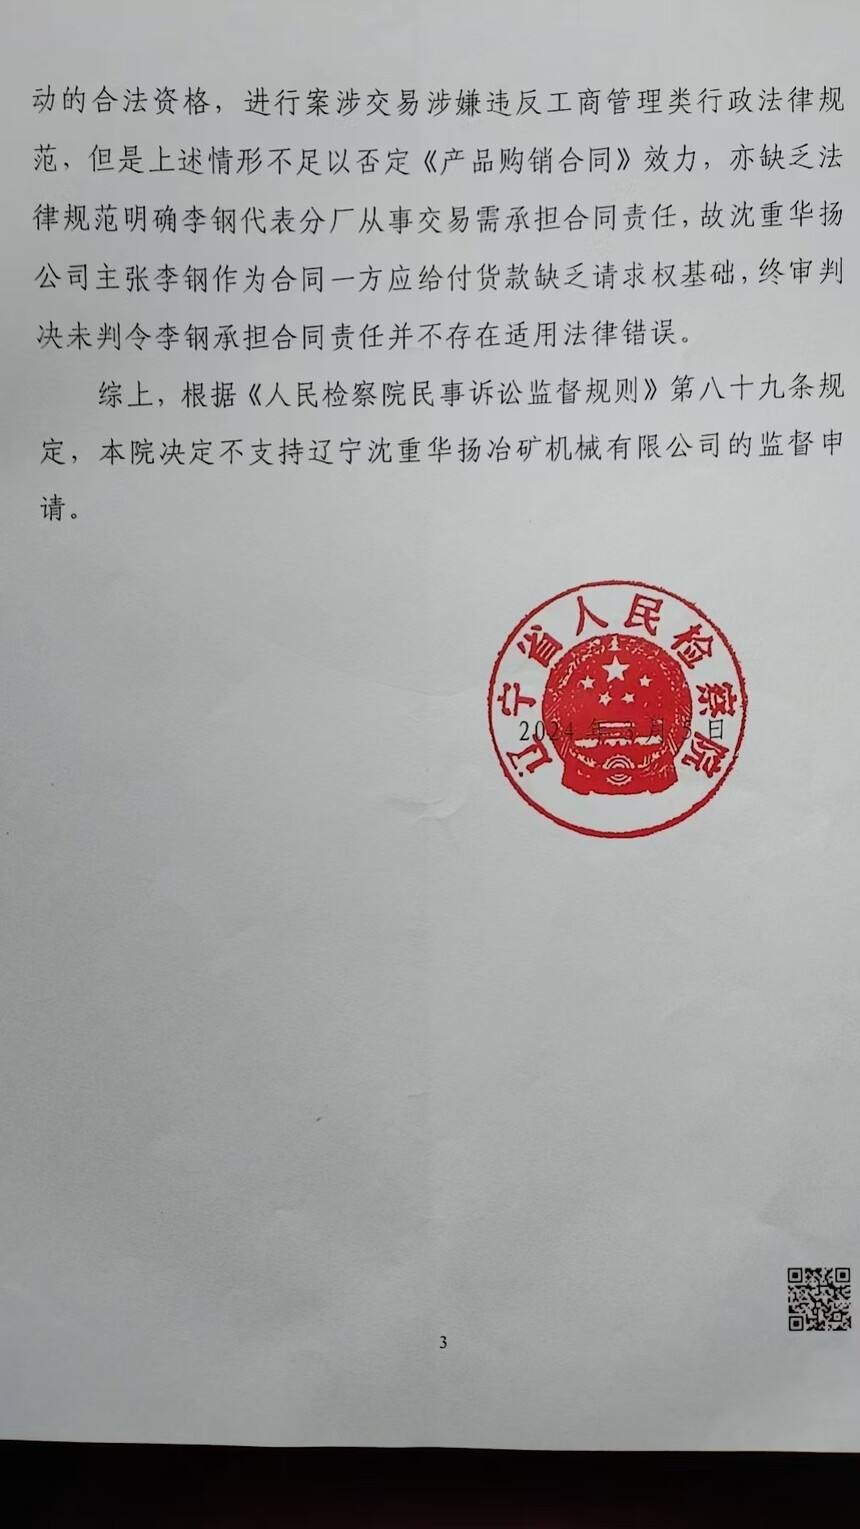 动的合法资格，进行案涉交易涉嫌违反工商管理类行政法律规
范，但是上述情形不足以否定《产品购销合同》效力，亦缺乏法
律规范明确李钢代表分厂从事交易需承担合同责任，故沈重华扬
公司主张李钢作为合同一方应给付货款缺乏请求权基础，终审判
决未判令李钢承担合同责任并不存在适用法律错误。
综上，根据《人民检察院民事诉讼监督规则》第八十九条规
定，本院决定不支持辽宁沈重华扬冶矿机械有限公司的监督申
请。
辽宁省人民检察院
2024年 月5日
3